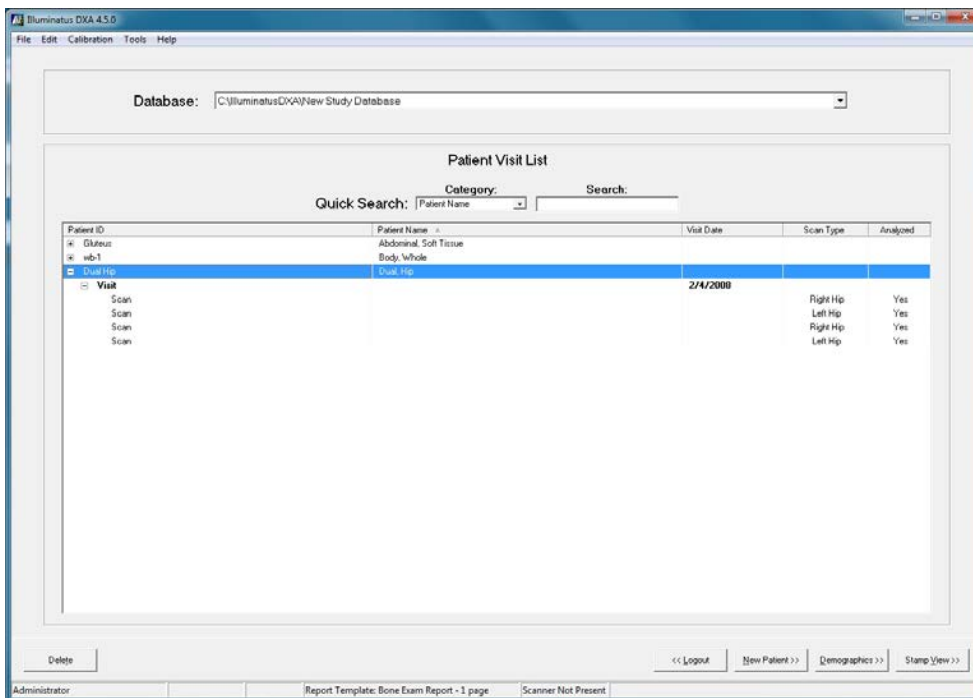 Illuminatus DXA 4.5.0
File Edit Calibration Tools Help
Database: C:\IlluminatusDXA\New Study Database
Patient Visit List
Category: Search:
Quick Search: Patient Name
Patient ID Patient Name Visit Date Scan Type Analyzed
Gluteus Abdominal, Soft Tissue
wb-1 Body, Whole
Dual Hip Dual, Hip
Visit 2/4/2008
Scan Right Hip Yes
Scan Left Hip Yes
Scan Right Hip Yes
Scan Left Hip Yes
Delete << Logout New Patient >> Demographics >> Stamp View >>
Administrator Report Template: Bone Exam Report - 1 page Scanner Not Present